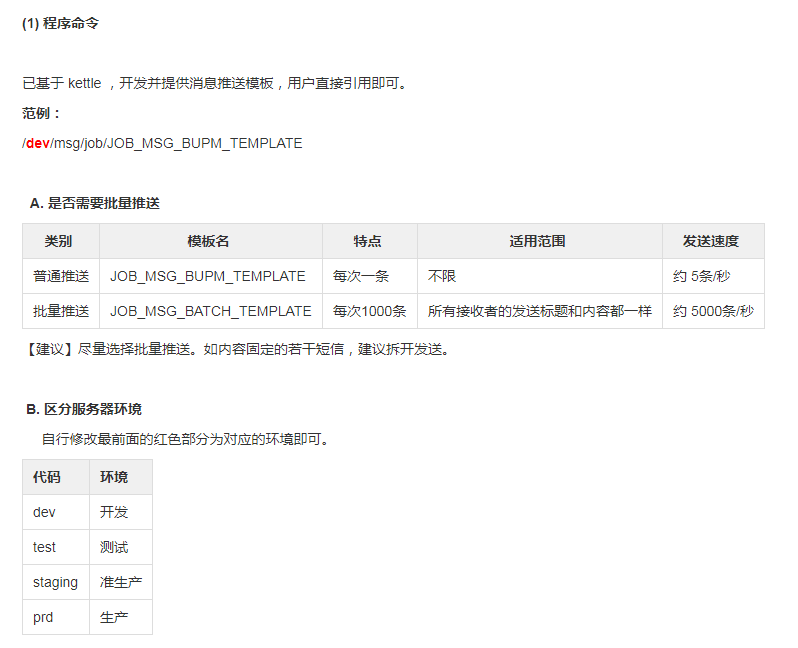 (1) 程序命令
已基于 kettle ，开发并提供消息推送模板，用户直接引用即可。
范例：
/dev/msg/job/JOB_MSG_BUPM_TEMPLATE
A. 是否需要批量推送
类别 模板名 特点 适用范围 发送速度
普通推送 JOB_MSG_BUPM_TEMPLATE 每次一条 不限 约 5条/秒
批量推送 JOB_MSG_BATCH_TEMPLATE 每次1000条 所有接收者的发送标题和内容都一样 约 5000条/秒
【建议】尽量选择批量推送。如内容固定的若干短信，建议拆开发送。
B. 区分服务器环境
自行修改最前面的红色部分为对应的环境即可。
代码 环境
dev 开发
test 测试
staging 准生产
prd 生产